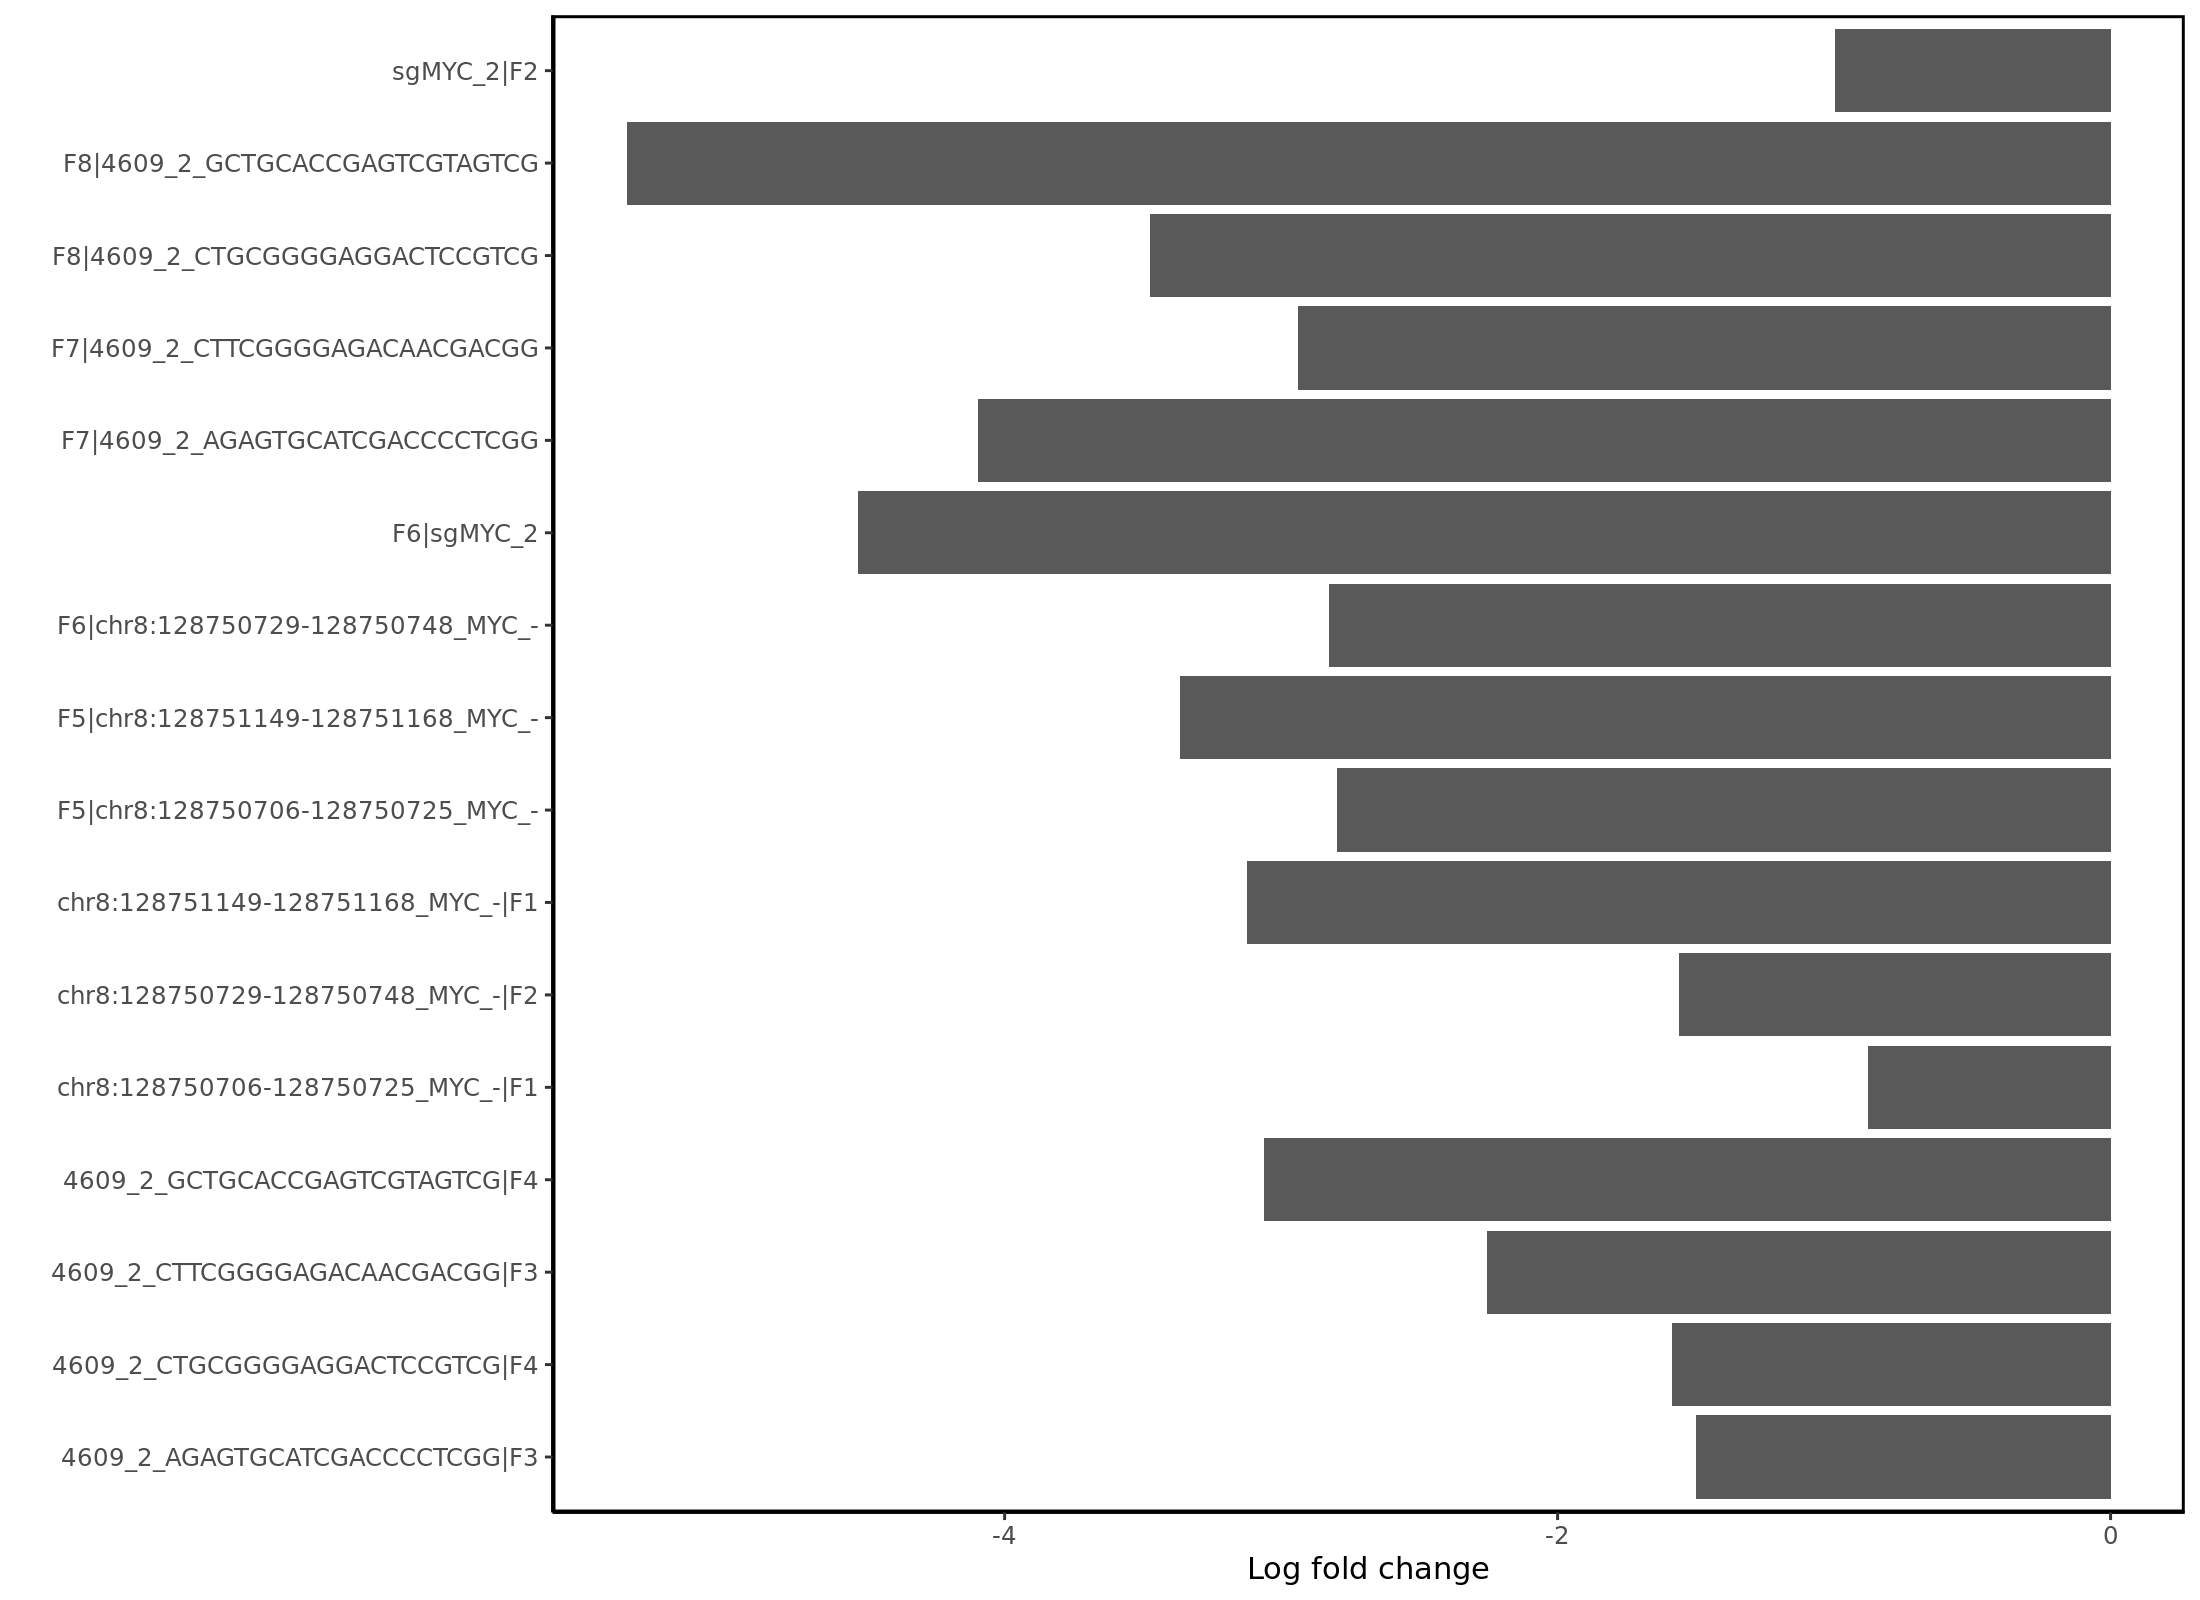 sgMYC_2|F2
F8|4609_2_GCTGCACCGAGTCGTAGTCG
F8|4609_2_CTGCGGGGAGGACTCCGTCG
F7|4609_2_CTTCGGGGAGACAACGACGG
F7|4609_2_AGAGTGCATCGACCCCTCGG
F6|sgMYC_2
F6|chr8:128750729-128750748_MYC_-
F5|chr8:128751149-128751168_MYC_-
F5|chr8:128750706-128750725_MYC_-
chr8:128751149-128751168_MYC_-|F1
chr8:128750729-128750748_MYC_-|F2
chr8:128750706-128750725_MYC_-|F1
4609_2_GCTGCACCGAGTCGTAGTCG|F4
4609_2_CTTCGGGGAGACAACGACGG|F3
4609_2_CTGCGGGGAGGACTCCGTCG|F4
4609_2_AGAGTGCATCGACCCCTCGG|F3
-4 -2 0
Log fold change